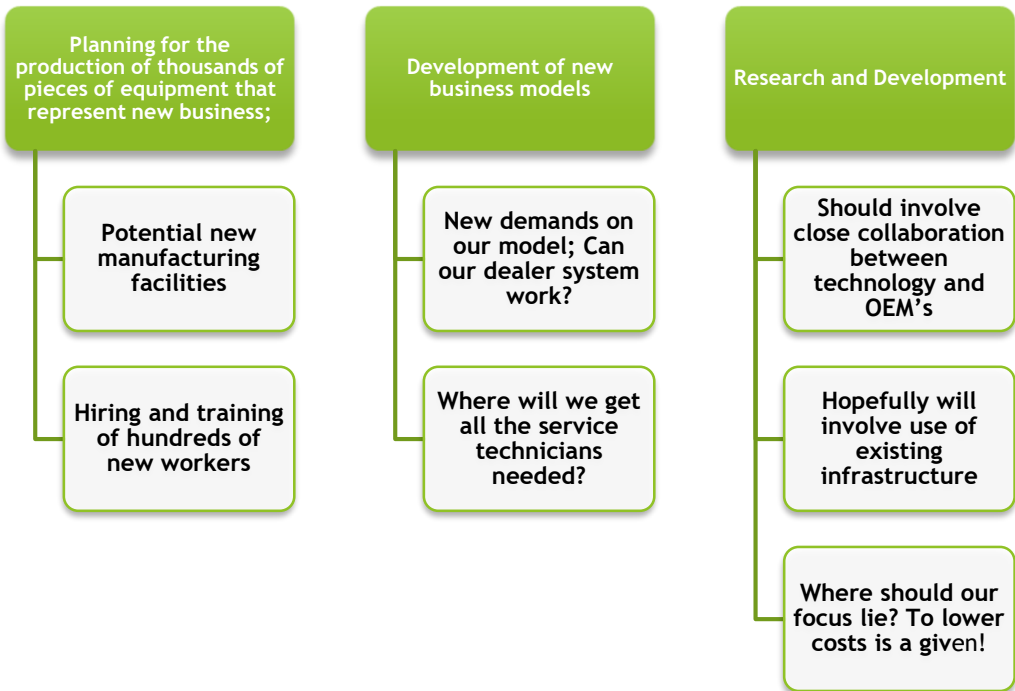 Planning for the
production of thousands of
pieces of equipment that
represent new business;
Potential new
manufacturing
facilities
Hiring and training
of hundreds of
new workers
Development of new
business models
New demands on
our model; Can
our dealer system
work?
Where will we get
all the service
technicians
needed?
Research and Development
Should involve
close collaboration
between
technology and
OEM’s
Hopefully will
involve use of
existing
infrastructure
Where should our
focus lie? To lower
costs is a given!